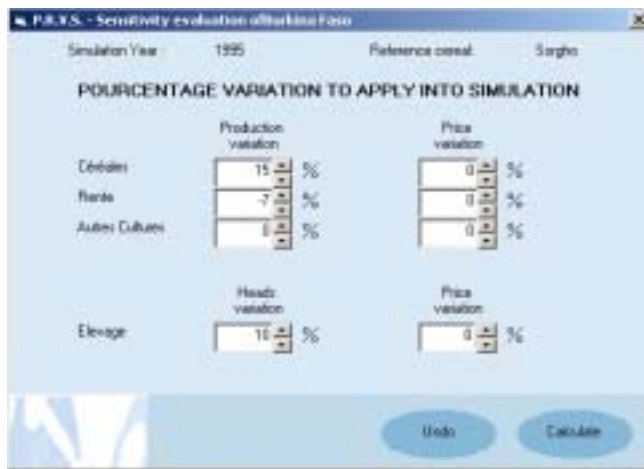 P.R.V.S. - Sensitivity evaluation of Burkina Faso
Simulation Year 1995 Reference cereal: Sorgho
POURCENTAGE VARIATION TO APPLY INTO SIMULATION
Production variation Price variation
Céréales 15 % 0 %
Rente -7 % 0 %
Autres Cultures 0 % 0 %
Heads variation Price variation
Elevage 10 % 0 %
Undo Calculate